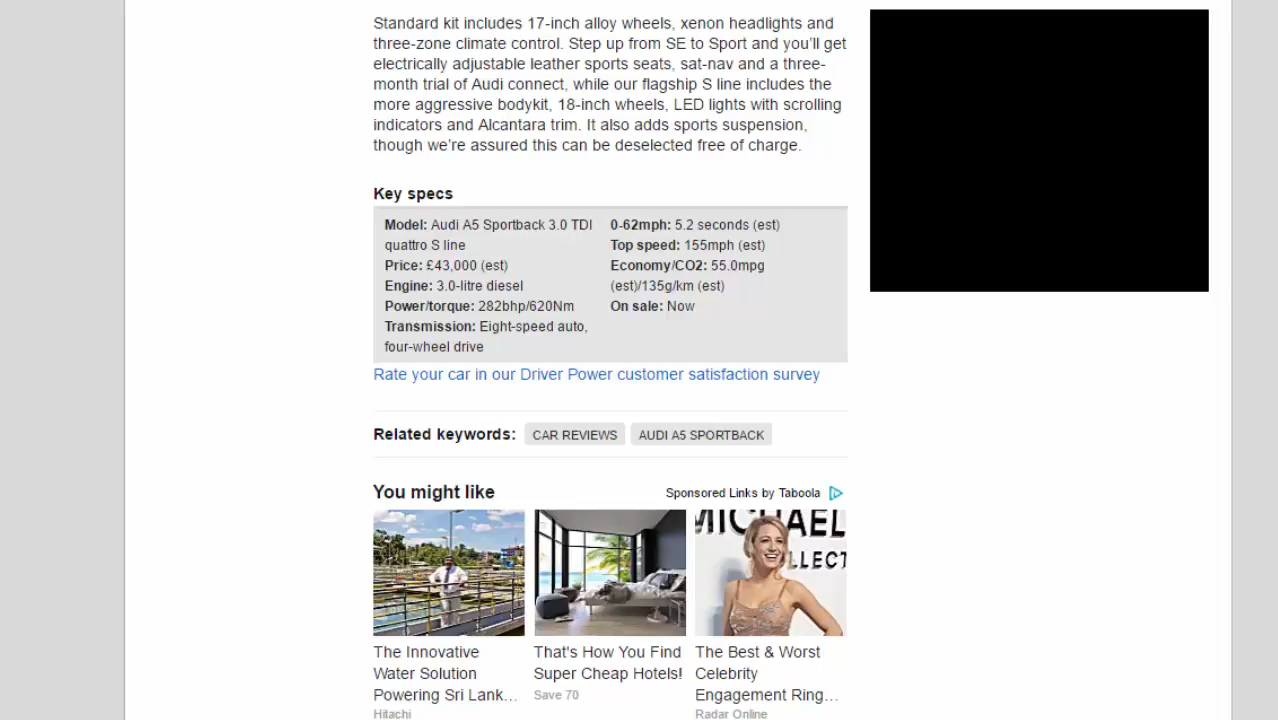 Standard kit includes 17-inch alloy wheels, xenon headlights and
three-zone climate control. Step up from SE to Sport and you’ll get
electrically adjustable leather sports seats, sat-nav and a three-
month trial of Audi connect, while our flagship S line includes the
more aggressive bodykit, 18-inch wheels, LED lights with scrolling
indicators and Alcantara trim. It also adds sports suspension,
though we’re assured this can be deselected free of charge.
Key specs
Model: Audi A5 Sportback 3.0 TDI
quattro S line
Price: £43,000 (est)
Engine: 3.0-litre diesel
Power/torque: 282bhp/620Nm
Transmission: Eight-speed auto,
four-wheel drive
0-62mph: 5.2 seconds (est)
Top speed: 155mph (est)
Economy/CO2: 55.0mpg
(est)/135g/km (est)
On sale: Now
Rate your car in our Driver Power customer satisfaction survey
Related keywords: CAR REVIEWS AUDI A5 SPORTBACK
You might like
Sponsored Links by Taboola
MICHAEL
LLECT
The Innovative
Water Solution
Powering Sri Lank...
Hitachi
That's How You Find
Super Cheap Hotels!
Save 70
The Best & Worst
Celebrity
Engagement Ring...
Radar Online